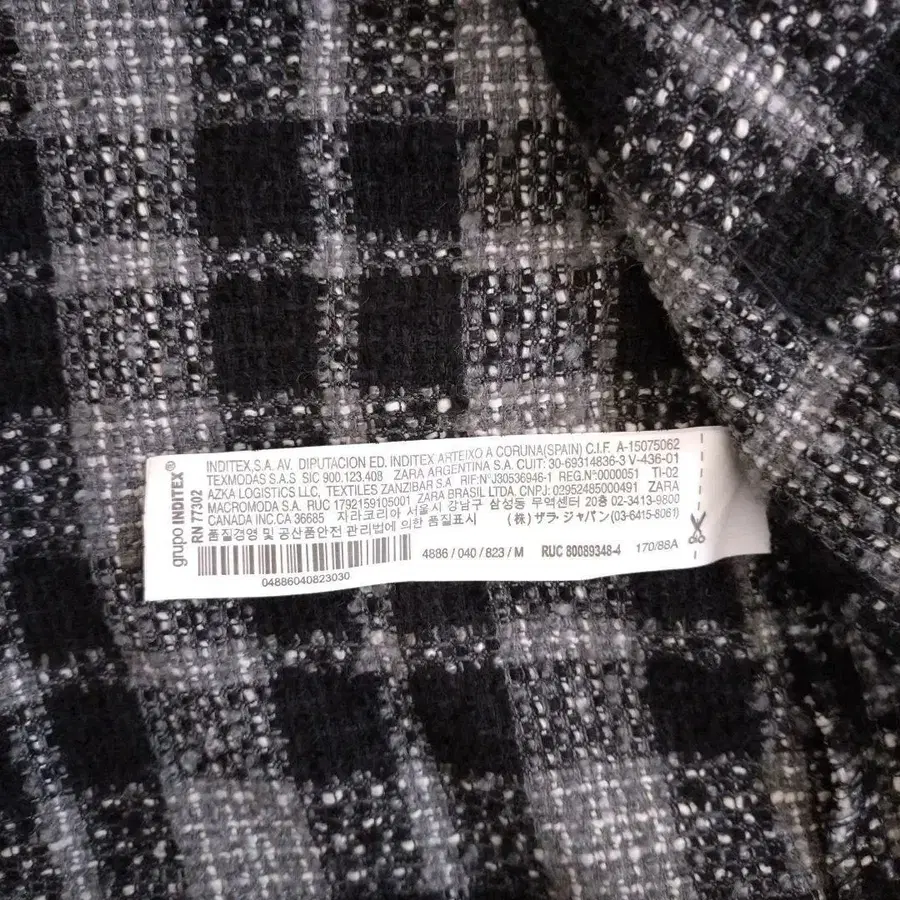 grupo INDITEX®
RN 77302
INDITEX,S.A. AV. DIPUTACION ED. INDITEX ARTEIXO A CORUNA(SPAIN) C.I.F. A-15075062
TEXMODAS S.A.S SIC 900.123.408 ZARA ARGENTINA S.A. CUIT: 30-69314836-3 V-436-01
AZKA LOGISTICS LLC, TEXTILES ZANZIBAR S.A RIF:N°J30536946-1 REG.N°:0000051 TI-02
MACROMODA S.A. RUC 1792159105001 ZARA BRASIL LTDA. CNPJ: 02952485000491 ZARA
CANADA INC.CA 36685 자라코리아 서울시 강남구 삼성동 무역센터 20층 02-3413-9800
품질경영 및 공산품안전 관리법에 의한 품질표시 (株) ザラ・ジャパン (03-6415-8061)
4886 / 040 / 823 / M RUC 80089348-4 170/88A
04886040823030